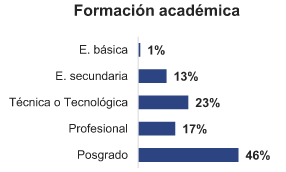 Formación académica
E. básica 1%
E. secundaria 13%
Técnica o Tecnológica 23%
Profesional 17%
Posgrado 46%